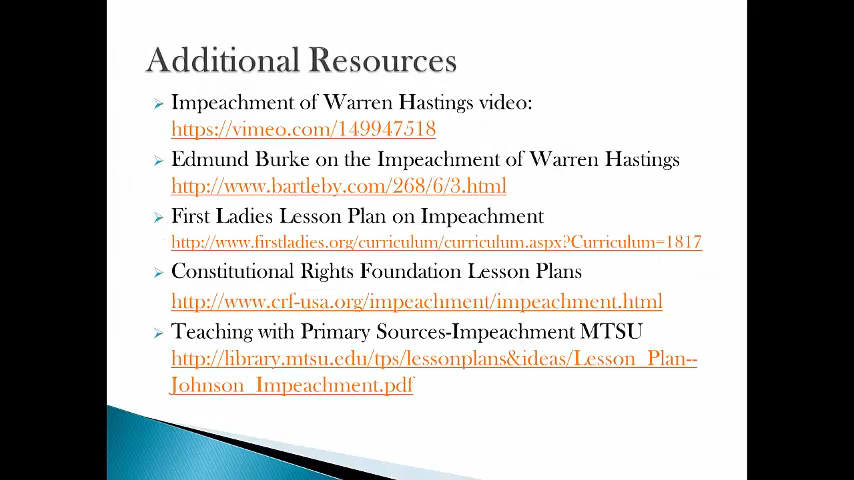 Additional Resources
Impeachment of Warren Hastings video:
https://vimeo.com/149947518
Edmund Burke on the Impeachment of Warren Hastings
http://www.bartleby.com/268/6/3.html
First Ladies Lesson Plan on Impeachment
http://www.firstladies.org/curriculum/curriculum.aspx?Curriculum=1817
Constitutional Rights Foundation Lesson Plans
http://www.crf-usa.org/impeachment/impeachment.html
Teaching with Primary Sources-Impeachment MTSU
http://library.mtsu.edu/tps/lessonplans&ideas/Lesson_Plan--
Johnson_Impeachment.pdf